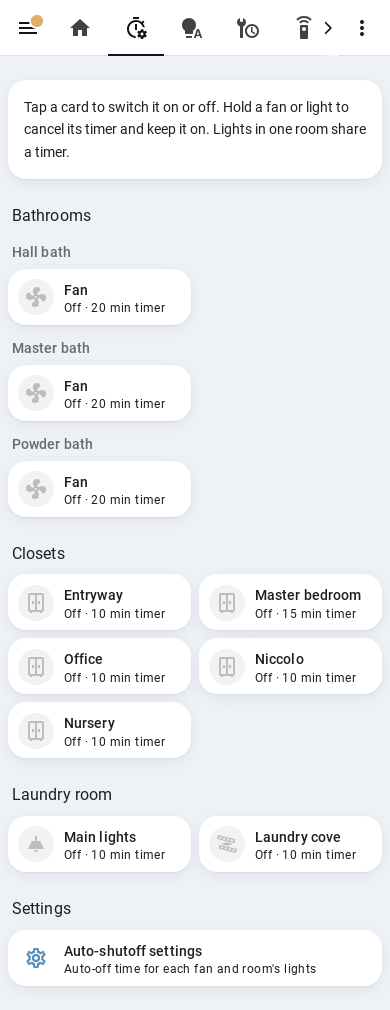 A
Tap a card to switch it on or off. Hold a fan or light to
cancel its timer and keep it on. Lights in one room share
a timer.
Bathrooms
Hall bath
Fan
Off · 20 min timer
Master bath
Fan
Off · 20 min timer
Powder bath
Fan
Off · 20 min timer
Closets
Entryway
Off · 10 min timer
Master bedroom
Off · 15 min timer
Office
Off · 10 min timer
Niccolo
Off · 10 min timer
Nursery
Off · 10 min timer
Laundry room
Main lights
Off · 10 min timer
Laundry cove
Off · 10 min timer
Settings
Auto-shutoff settings
Auto-off time for each fan and room's lights